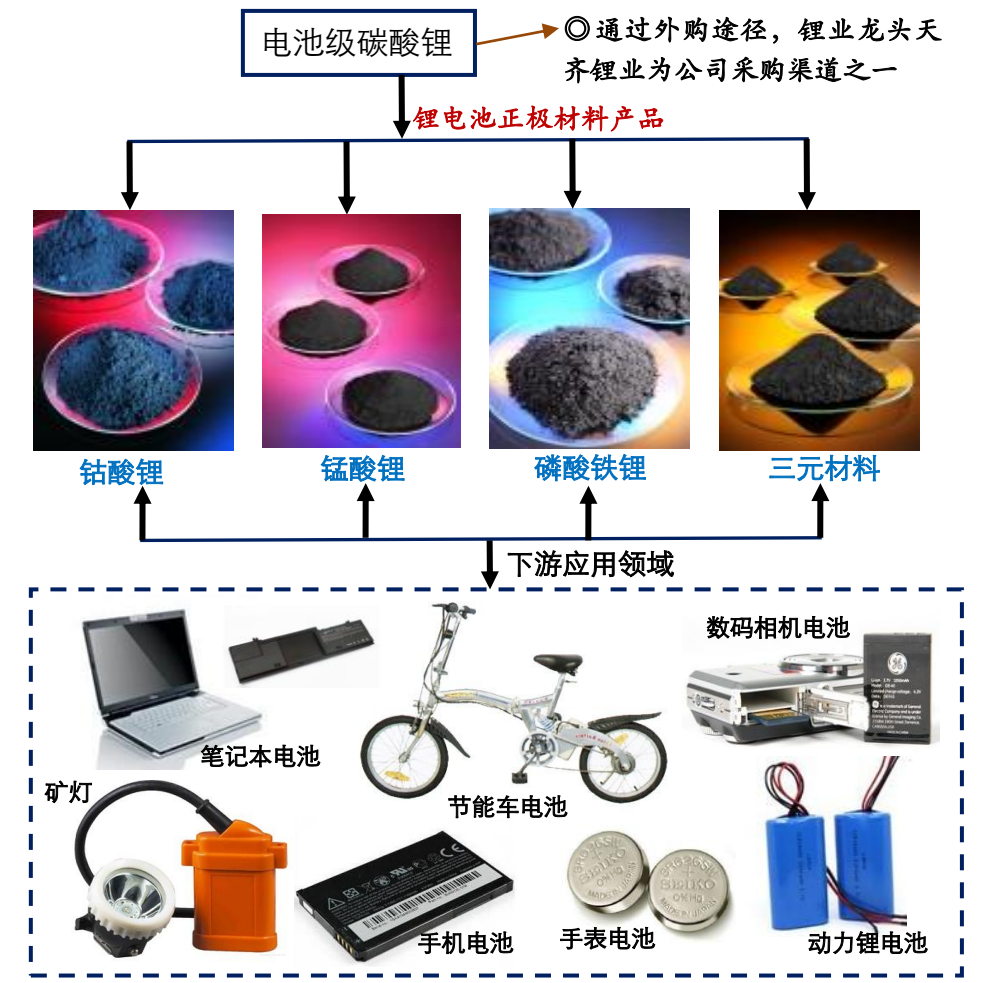 电池级碳酸锂
◎通过外购途径，锂业龙头天
齐锂业为公司采购渠道之一
锂电池正极材料产品
钴酸锂
锰酸锂
磷酸铁锂
三元材料
下游应用领域
数码相机电池
笔记本电池
矿灯
节能车电池
手机电池
手表电池
动力锂电池